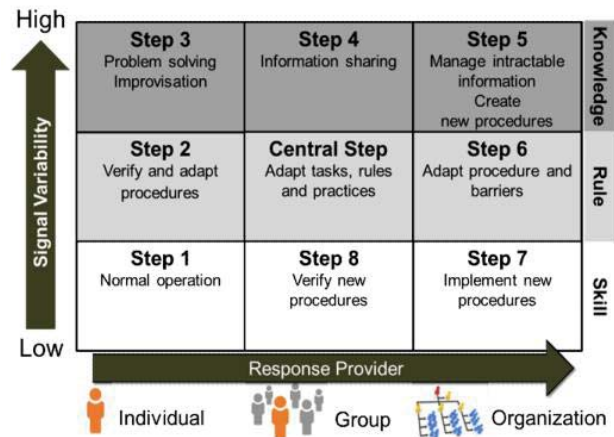 High
Signal Variability
Low
Step 3
Problem solving
Improvisation
Step 4
Information sharing
Step 5
Manage intractable
information
Create
new procedures
Knowledge
Step 2
Verify and adapt
procedures
Central Step
Adapt tasks, rules
and practices
Step 6
Adapt procedure and
barriers
Rule
Step 1
Normal operation
Step 8
Verify new
procedures
Step 7
Implement new
procedures
Skill
Response Provider
Individual
Group
Organization